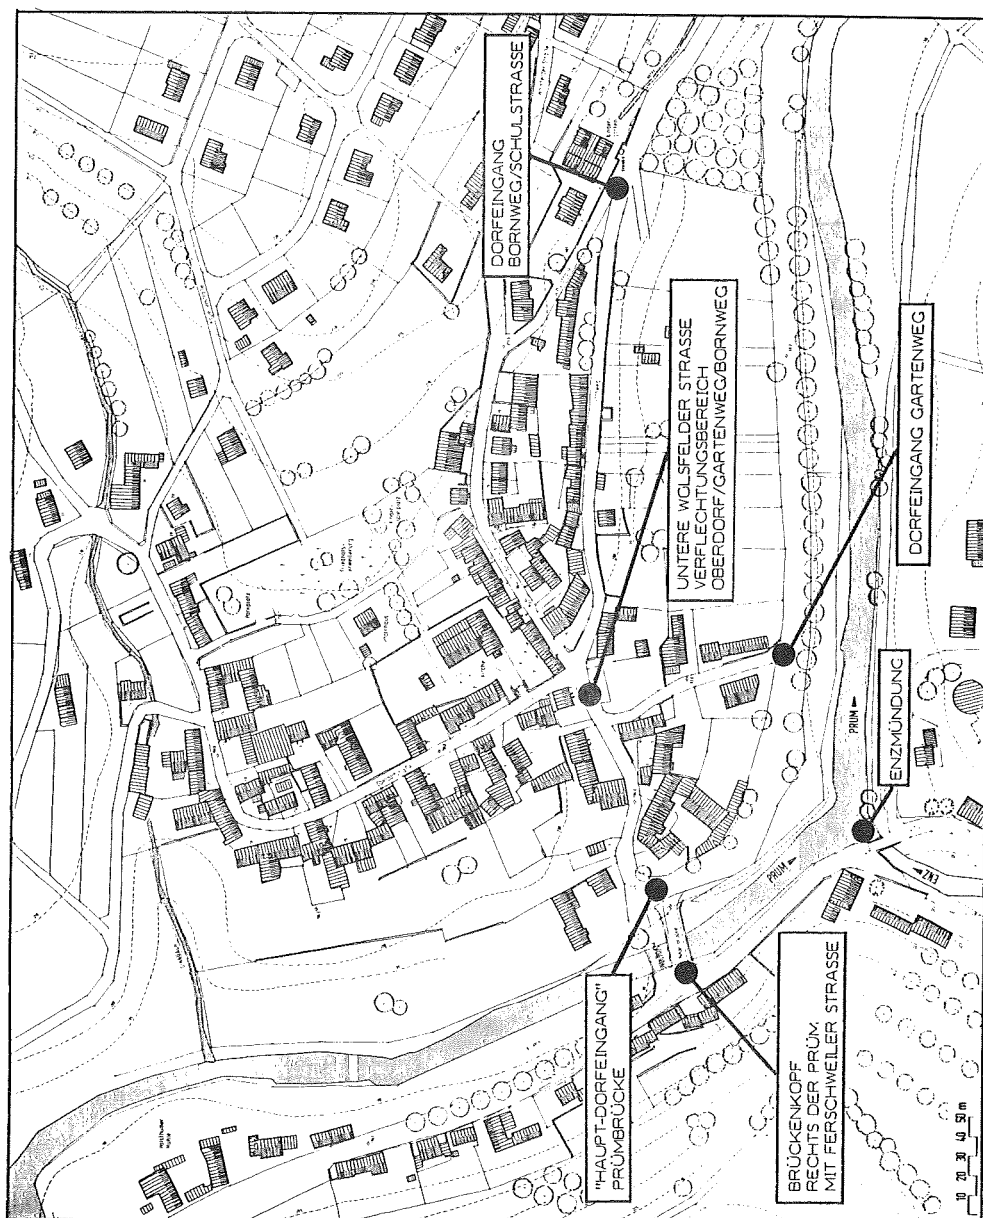 DORFEINGANG
BORNWEG/SCHULSTRASSE
UNTERE WOLSFELDER STRASSE
VERFLECHTUNGSBEREICH
OBERDORF/GARTENWEG/BORNWEG
DORFEINGANG GARTENWEG
ENZMÜNDUNG
"HAUPT-DORFEINGANG"
PRÜMBRÜCKE
BRÜCKENKOPF
RECHTS DER PRÜM
MIT FERSCHWEILER STRASSE
PRÜM
PRÜM
ENZ
10 20 30 40 50 m